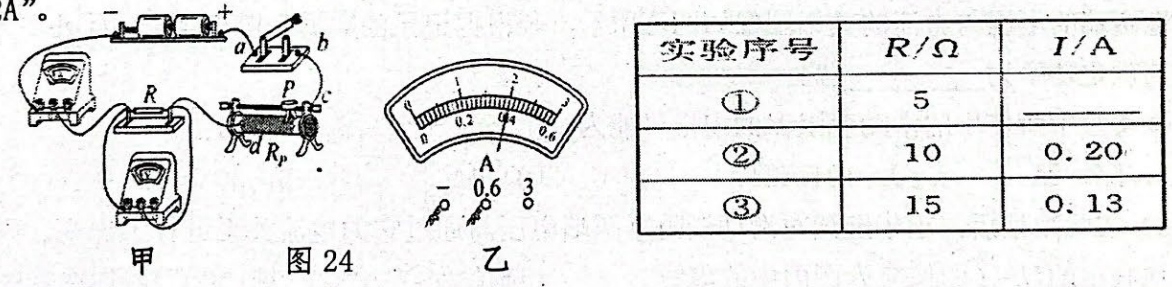 A”。
− +
a b
P c
R
d RP
甲
图 24
0 1 2 3
0 0.2 0.4 0.6
A
− 0.6 3
乙
实验序号 R/Ω I/A
① 5 ____
② 10 0.20
③ 15 0.13